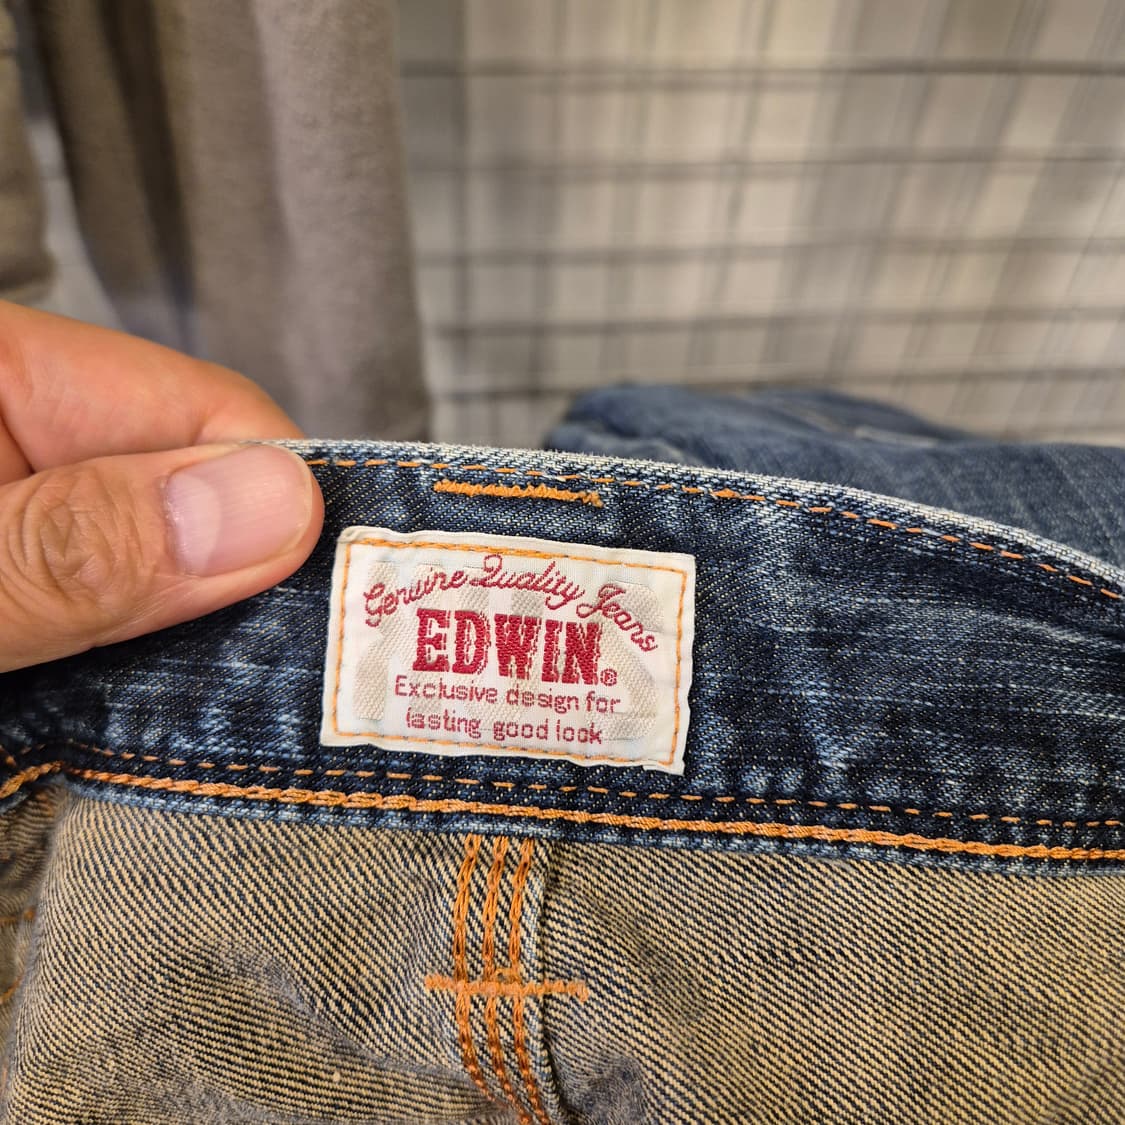 Genuine Quality Jeans
EDWIN®
Exclusive design for
lasting good look